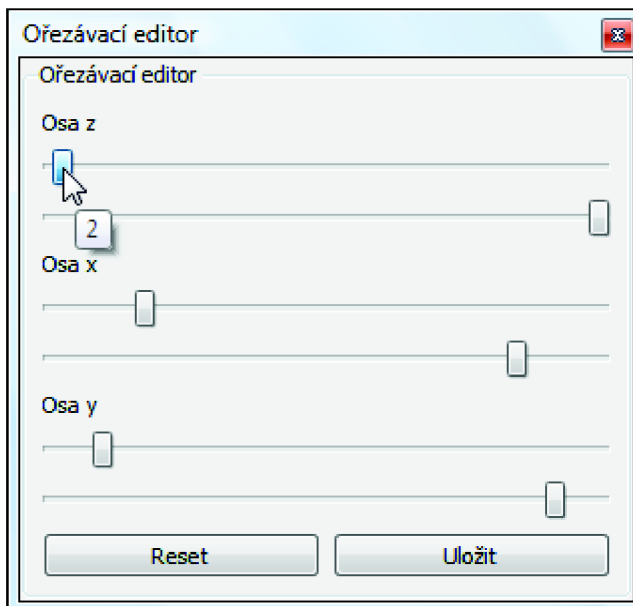 Ořezávací editor
Ořezávací editor
Osa z
2
Osa x
Osa y
Reset Uložit